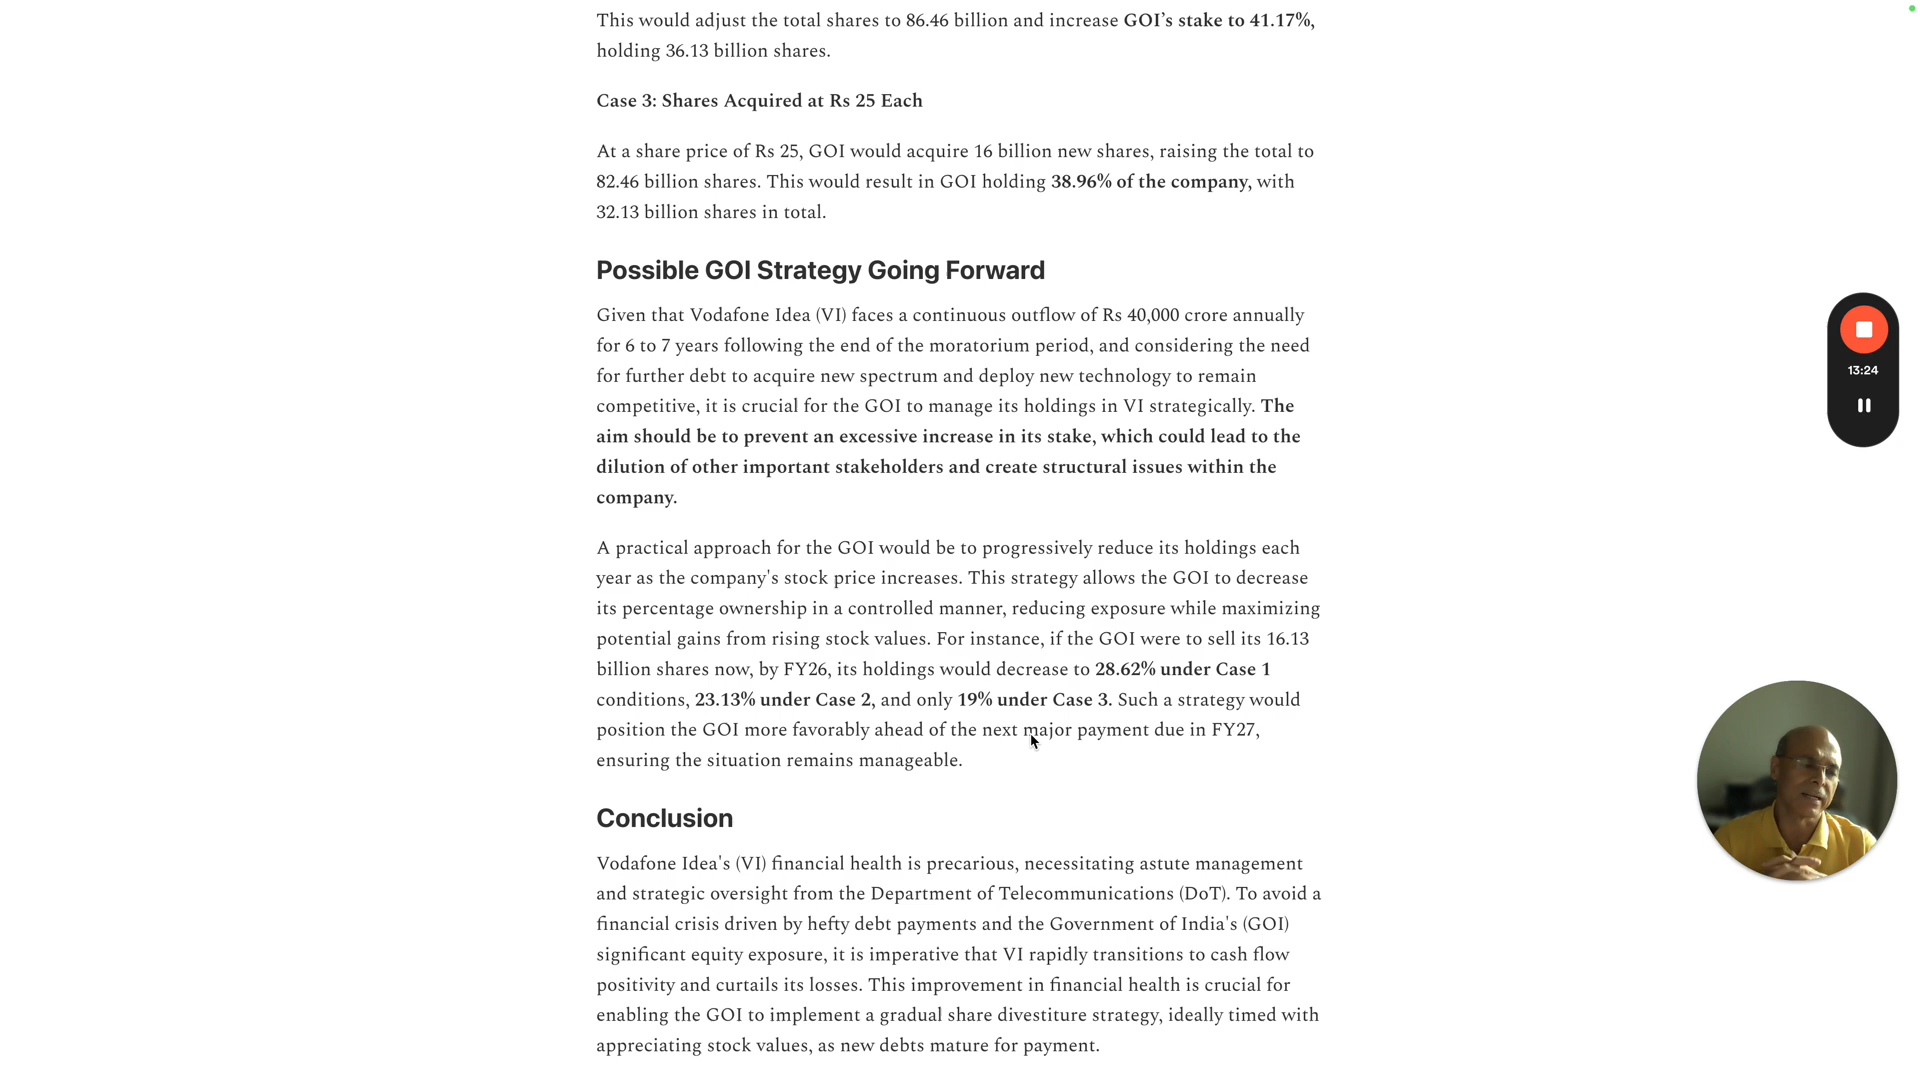 This would adjust the total shares to 86.46 billion and increase GOI’s stake to 41.17%,
holding 36.13 billion shares.
Case 3: Shares Acquired at Rs 25 Each
At a share price of Rs 25, GOI would acquire 16 billion new shares, raising the total to
82.46 billion shares. This would result in GOI holding 38.96% of the company, with
32.13 billion shares in total.
Possible GOI Strategy Going Forward
Given that Vodafone Idea (VI) faces a continuous outflow of Rs 40,000 crore annually
for 6 to 7 years following the end of the moratorium period, and considering the need
for further debt to acquire new spectrum and deploy new technology to remain
competitive, it is crucial for the GOI to manage its holdings in VI strategically. The
aim should be to prevent an excessive increase in its stake, which could lead to the
dilution of other important stakeholders and create structural issues within the
company.
A practical approach for the GOI would be to progressively reduce its holdings each
year as the company's stock price increases. This strategy allows the GOI to decrease
its percentage ownership in a controlled manner, reducing exposure while maximizing
potential gains from rising stock values. For instance, if the GOI were to sell its 16.13
billion shares now, by FY26, its holdings would decrease to 28.62% under Case 1
conditions, 23.13% under Case 2, and only 19% under Case 3. Such a strategy would
position the GOI more favorably ahead of the next major payment due in FY27,
ensuring the situation remains manageable.
Conclusion
Vodafone Idea's (VI) financial health is precarious, necessitating astute management
and strategic oversight from the Department of Telecommunications (DoT). To avoid a
financial crisis driven by hefty debt payments and the Government of India's (GOI)
significant equity exposure, it is imperative that VI rapidly transitions to cash flow
positivity and curtails its losses. This improvement in financial health is crucial for
enabling the GOI to implement a gradual share divestiture strategy, ideally timed with
appreciating stock values, as new debts mature for payment.
13:24